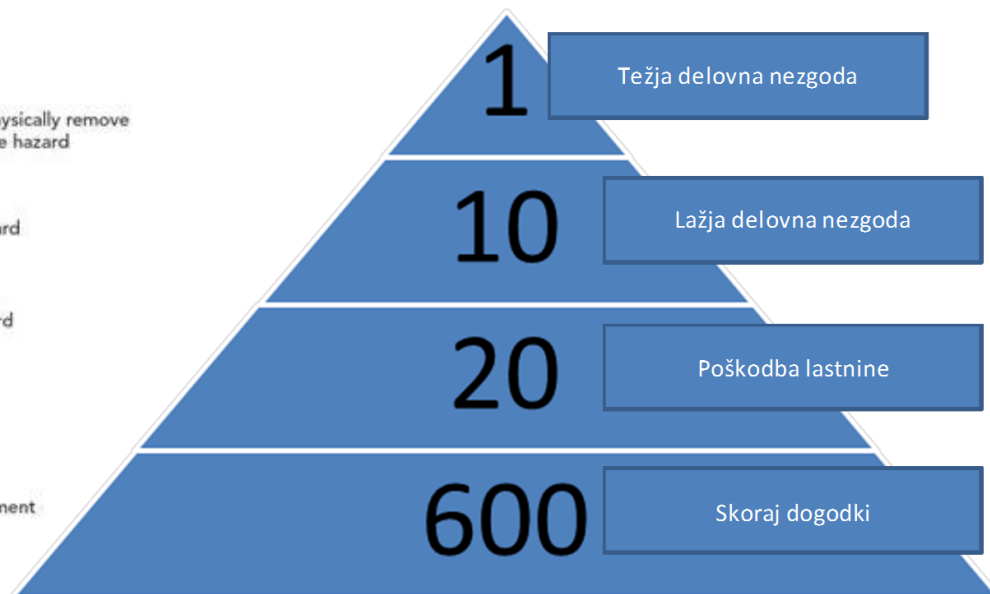 1
Težja delovna nezgoda
ysically remove
e hazard
10
Lažja delovna nezgoda
ard
20
Poškodba lastnine
rd
600
Skoraj dogodki
ment